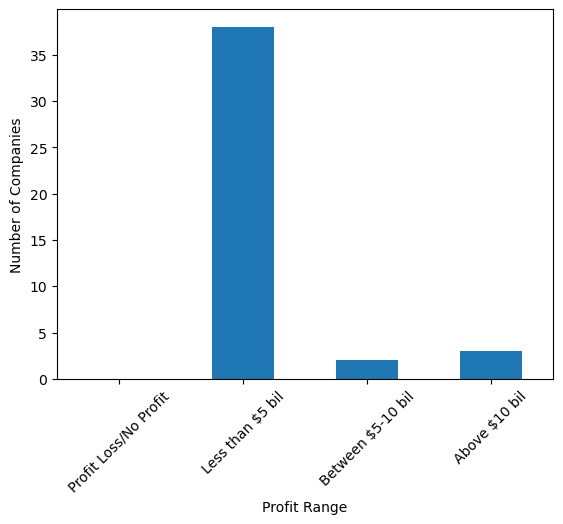 35
30
25
20
15
10
5
0
Number of Companies
Profit Loss/No Profit
Less than $5 bil
Between $5-10 bil
Above $10 bil
Profit Range